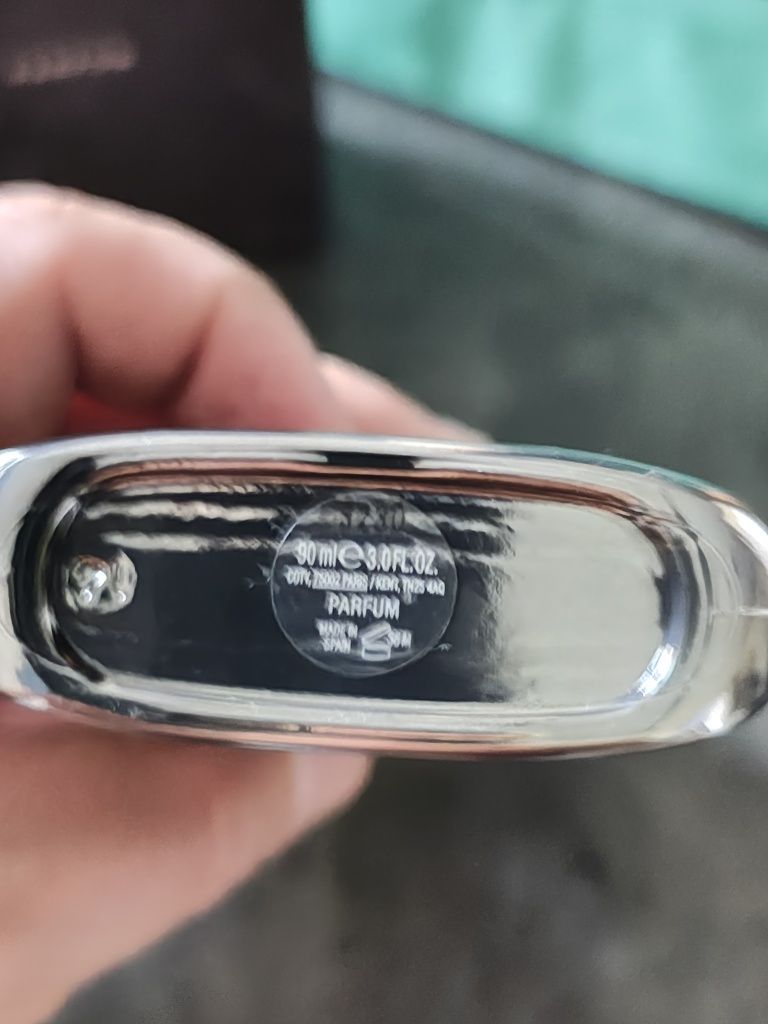 90 ml ℮ 3.0 FL.OZ.
COTY, 75002 PARIS / KENT, TN25 4AQ
PARFUM
MADE IN
SPAIN